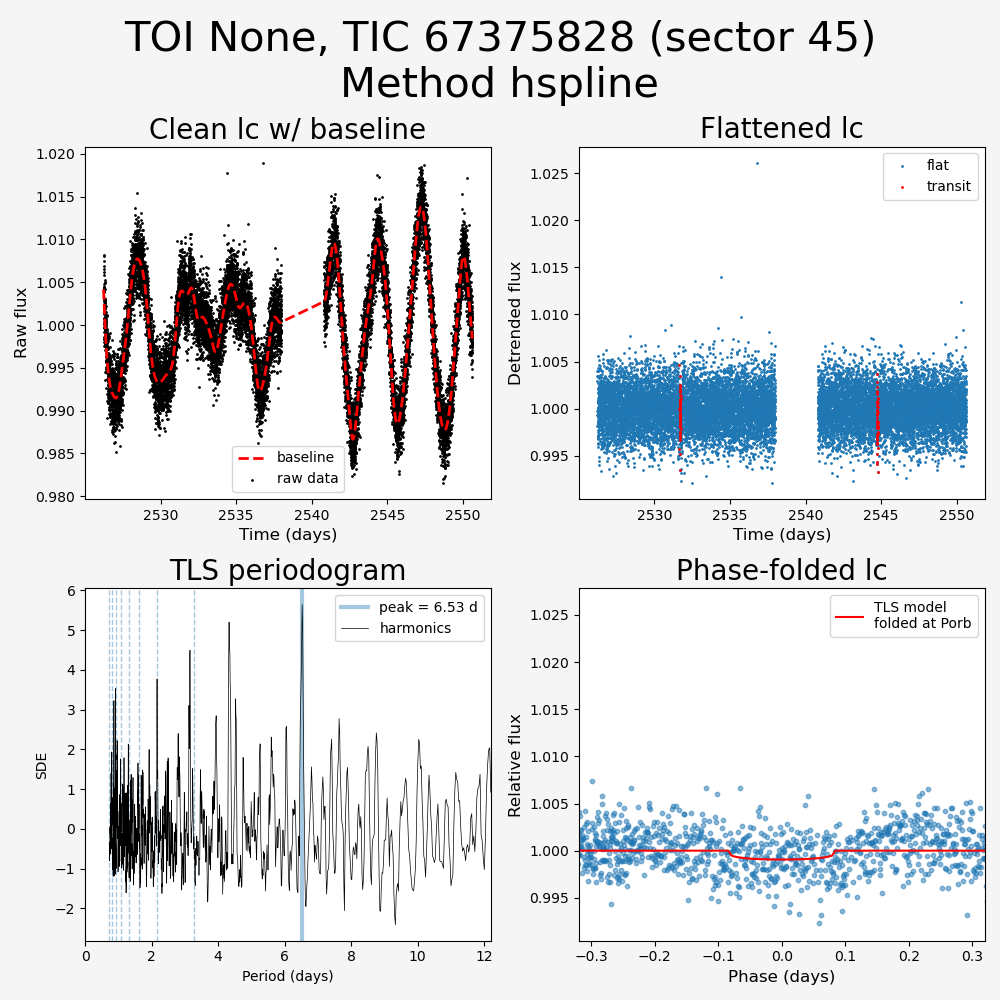 TOI None, TIC 67375828 (sector 45)
Method hspline
Clean lc w/ baseline
Flattened lc
1.020
1.015
1.010
1.005
1.000
0.995
0.990
0.985
0.980
Raw flux
baseline
raw data
2530
2535
2540
2545
2550
Time (days)
1.025
1.020
1.015
1.010
1.005
1.000
0.995
Detrended flux
flat
transit
2530
2535
2540
2545
2550
Time (days)
TLS periodogram
Phase-folded lc
6
5
4
3
2
1
0
−1
−2
SDE
peak = 6.53 d
harmonics
0
2
4
6
8
10
12
Period (days)
1.025
1.020
1.015
1.010
1.005
1.000
0.995
Relative flux
TLS model
folded at Porb
−0.3
−0.2
−0.1
0.0
0.1
0.2
0.3
Phase (days)